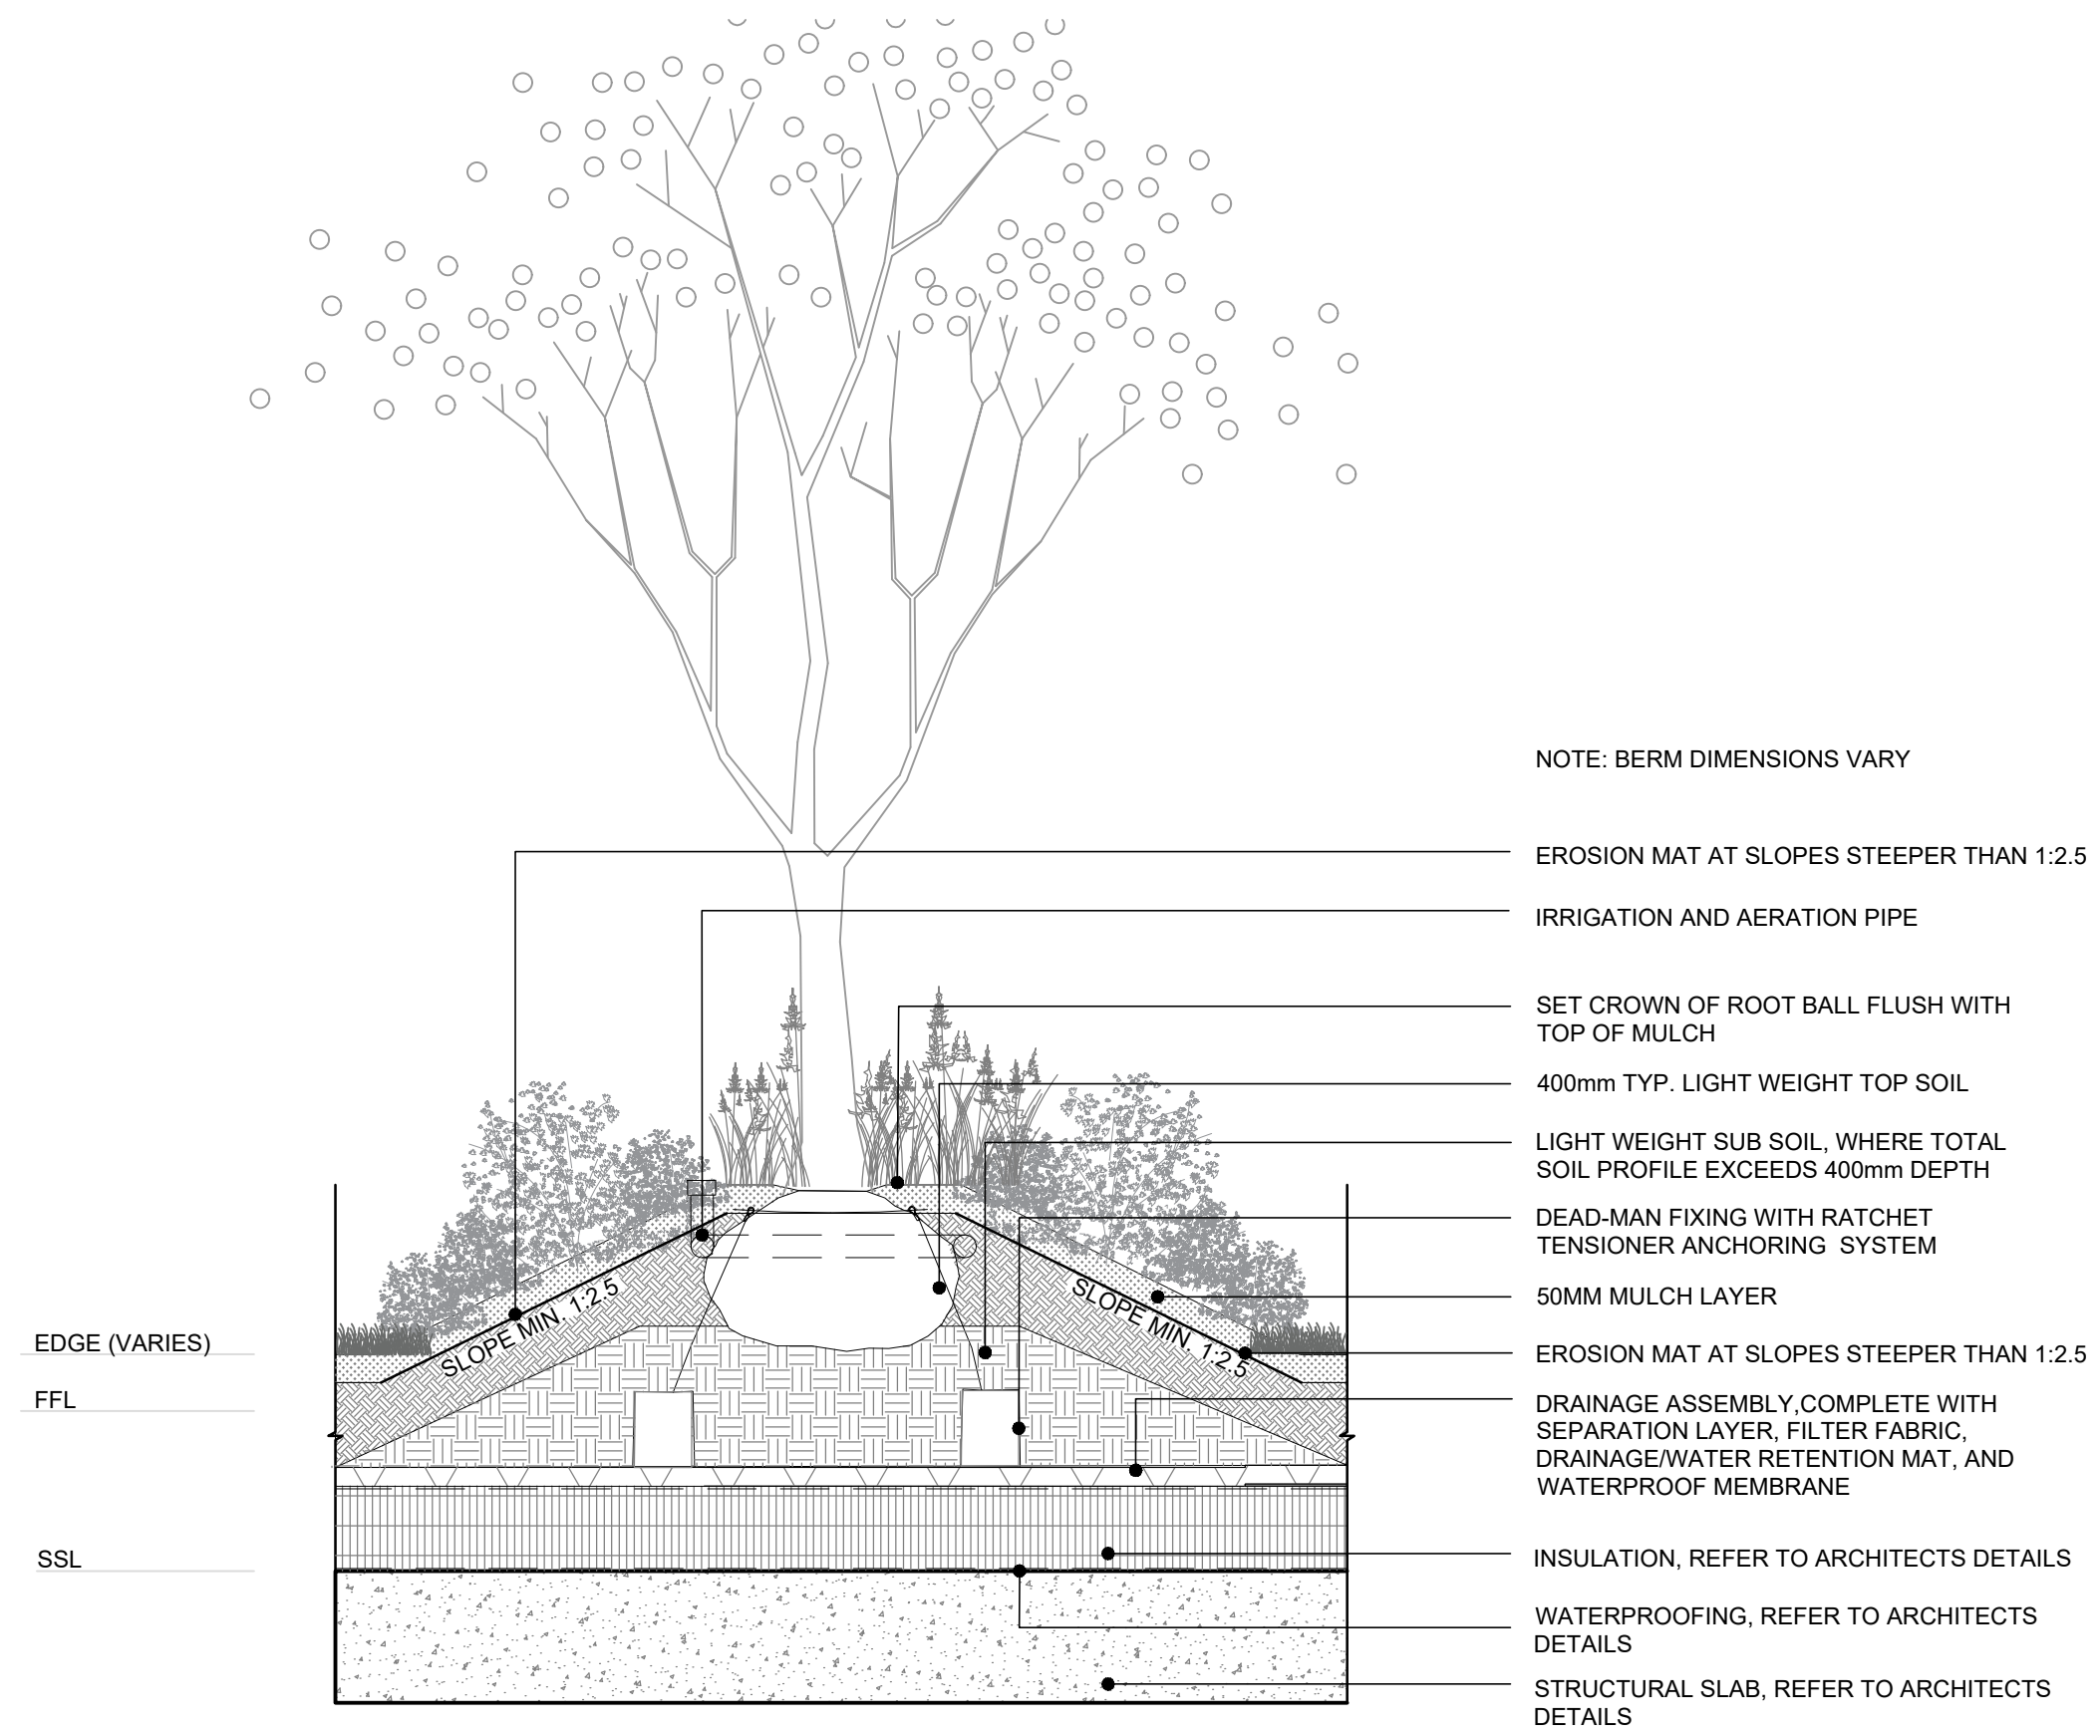 NOTE: BERM DIMENSIONS VARY
EROSION MAT AT SLOPES STEEPER THAN 1:2.5
IRRIGATION AND AERATION PIPE
SET CROWN OF ROOT BALL FLUSH WITH
TOP OF MULCH
400mm TYP. LIGHT WEIGHT TOP SOIL
LIGHT WEIGHT SUB SOIL, WHERE TOTAL
SOIL PROFILE EXCEEDS 400mm DEPTH
DEAD-MAN FIXING WITH RATCHET
TENSIONER ANCHORING SYSTEM
50MM MULCH LAYER
SLOPE MIN. 1:2.5
SLOPE MIN. 1:2.5
EDGE (VARIES)
EROSION MAT AT SLOPES STEEPER THAN 1:2.5
FFL
DRAINAGE ASSEMBLY,COMPLETE WITH
SEPARATION LAYER, FILTER FABRIC,
DRAINAGE/WATER RETENTION MAT, AND
WATERPROOF MEMBRANE
SSL
INSULATION, REFER TO ARCHITECTS DETAILS
WATERPROOFING, REFER TO ARCHITECTS
DETAILS
STRUCTURAL SLAB, REFER TO ARCHITECTS
DETAILS